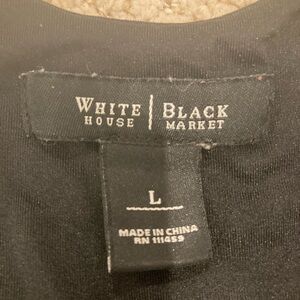 WHITE | BLACK
HOUSE | MARKET
L
MADE IN CHINA
RN 111459